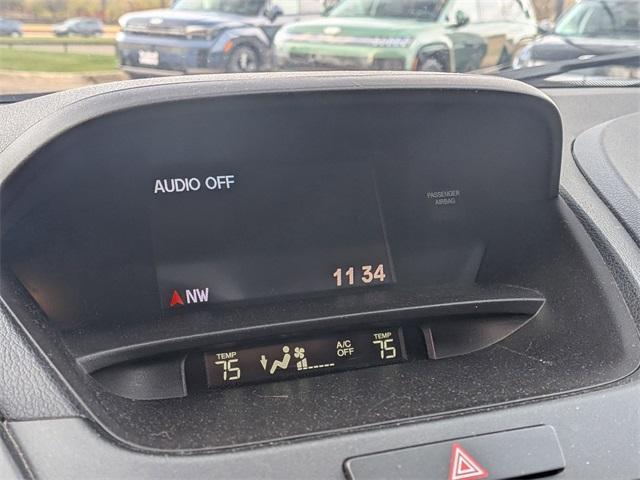 AUDIO OFF
PASSENGER
AIRBAG
11 34
NW
TEMP
75
A/C
OFF
TEMP
75